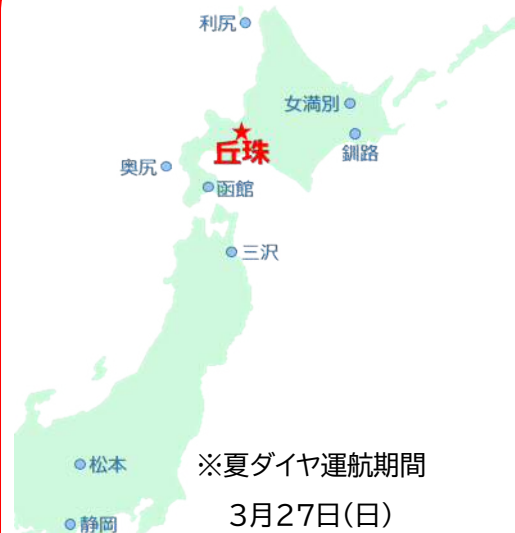 利尻
女満別
丘珠
釧路
奥尻
函館
三沢
松本
※夏ダイヤ運航期間
3月27日(日)
静岡